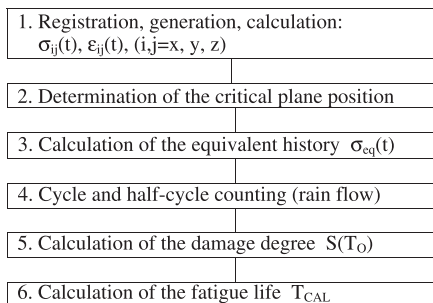 1. Registration, generation, calculation:
σij(t), εij(t), (i,j=x, y, z)
2. Determination of the critical plane position
3. Calculation of the equivalent history σeq(t)
4. Cycle and half-cycle counting (rain flow)
5. Calculation of the damage degree S(TO)
6. Calculation of the fatigue life TCAL